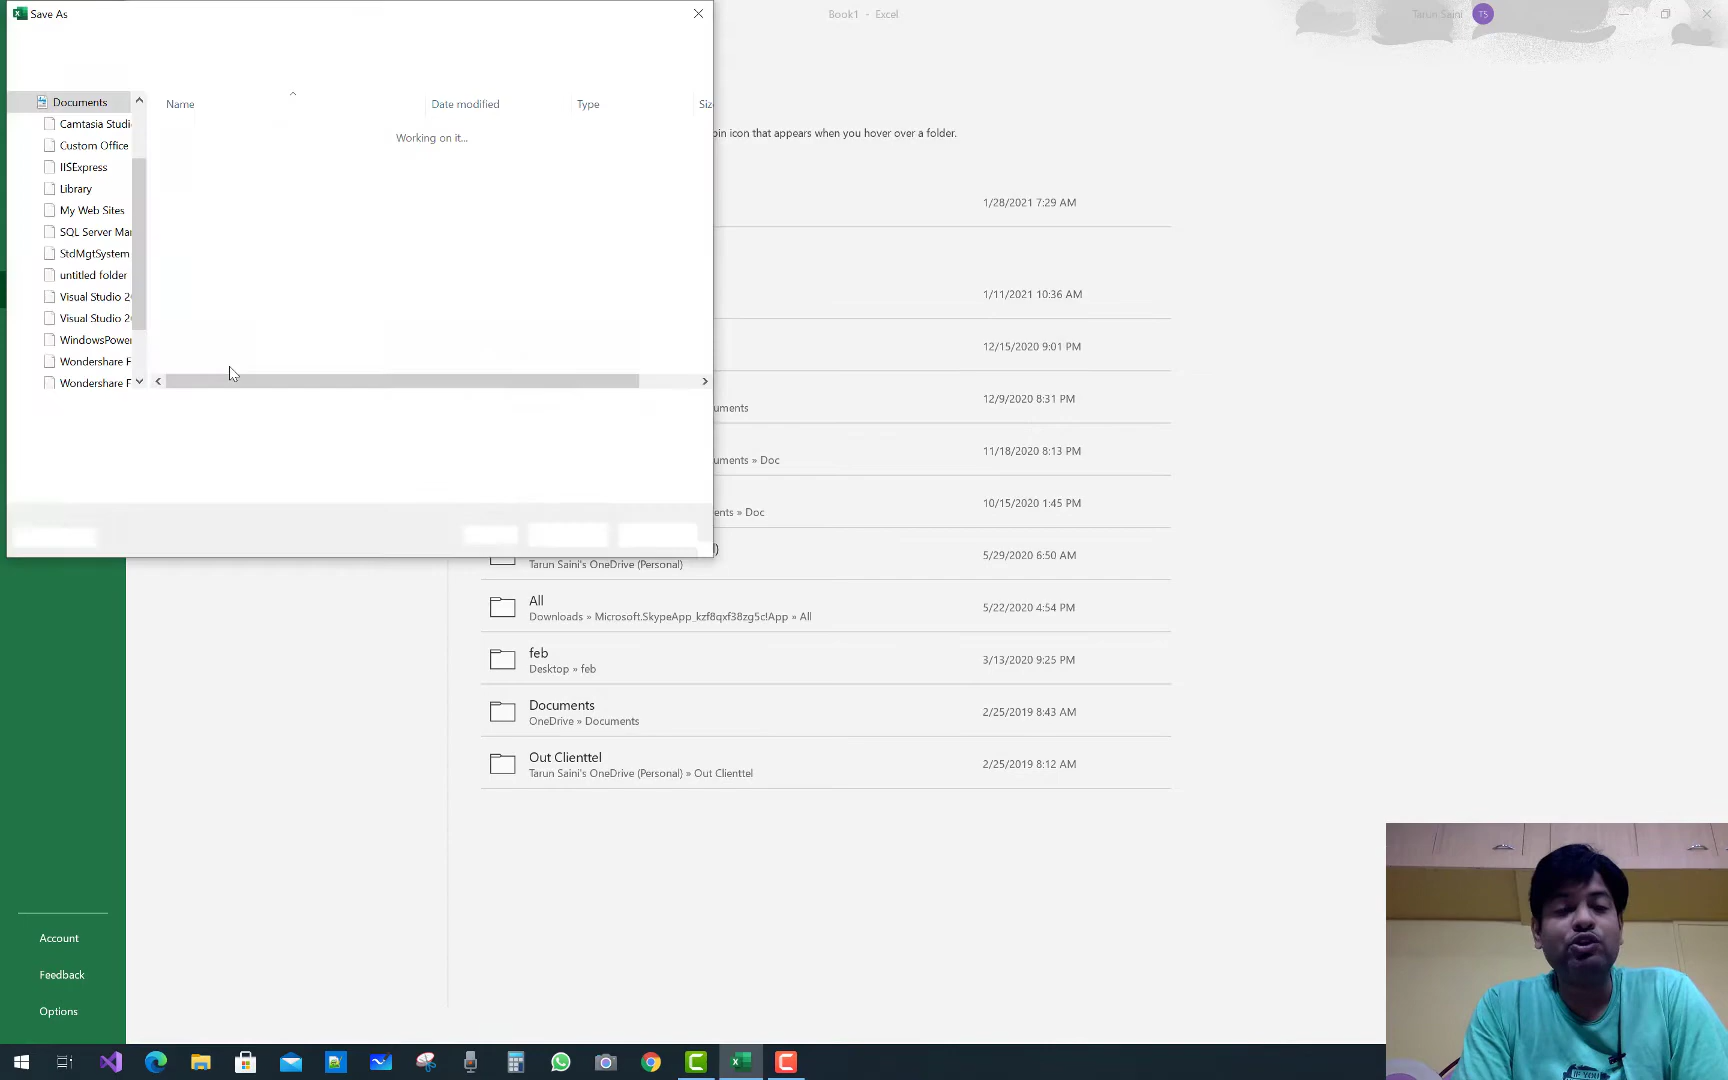 Save As
Book1 - Excel
Tarun Saini
TS
Documents
Camtasia Studi
Custom Office
IISExpress
Library
My Web Sites
SQL Server Mar
StdMgtSystem
untitled folder
Visual Studio 2
Visual Studio 2
WindowsPower
Wondershare F
Wondershare F
Name
Date modified
Type
Siz
Working on it...
pin icon that appears when you hover over a folder.
1/28/2021 7:29 AM
1/11/2021 10:36 AM
12/15/2020 9:01 PM
12/9/2020 8:31 PM
uments
11/18/2020 8:13 PM
uments » Doc
10/15/2020 1:45 PM
ents » Doc
5/29/2020 6:50 AM
Tarun Saini's OneDrive (Personal)
All
5/22/2020 4:54 PM
Downloads » Microsoft.SkypeApp_kzf8qxf38zg5c!App » All
feb
3/13/2020 9:25 PM
Desktop » feb
Documents
2/25/2019 8:43 AM
OneDrive » Documents
Out Clienttel
2/25/2019 8:12 AM
Tarun Saini's OneDrive (Personal) » Out Clienttel
Account
Feedback
Options